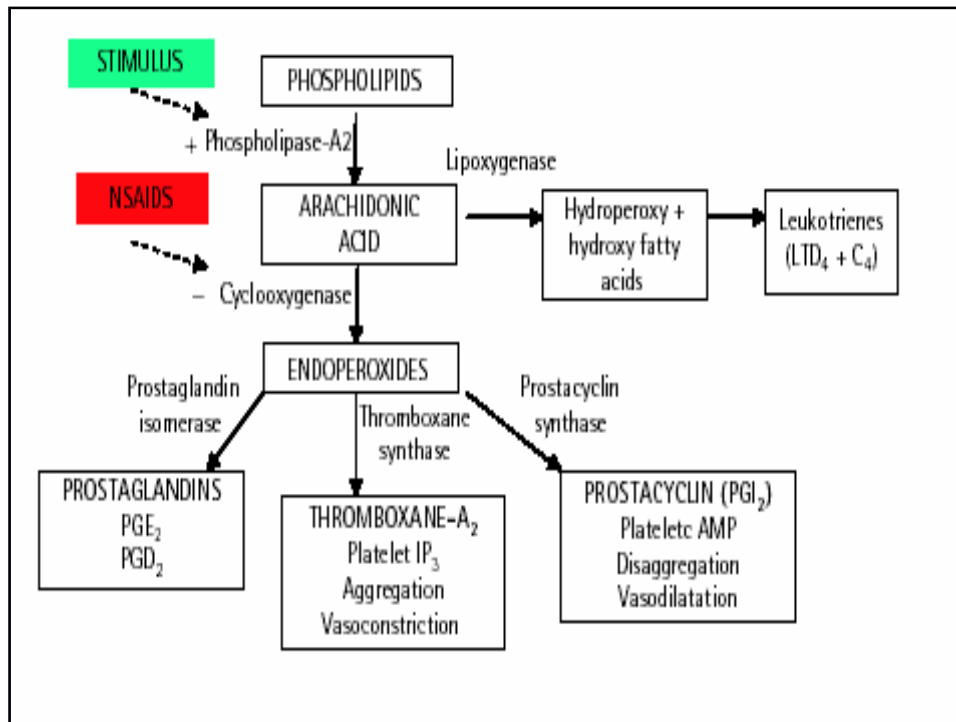 STIMULUS
PHOSPHOLIPIDS
+ Phospholipase-A2
Lipoxygenase
NSAIDS
ARACHIDONIC
ACID
Hydroperoxy +
hydroxy fatty
acids
Leukotrienes
(LTD₄ + C₄)
– Cyclooxygenase
ENDOPEROXIDES
Prostaglandin
isomerase
Thromboxane
synthase
Prostacyclin
synthase
PROSTAGLANDINS
PGE₂
PGD₂
THROMBOXANE-A₂
Platelet IP₃
Aggregation
Vasoconstriction
PROSTACYCLIN (PGI₂)
Plateletc AMP
Disaggregation
Vasodilatation